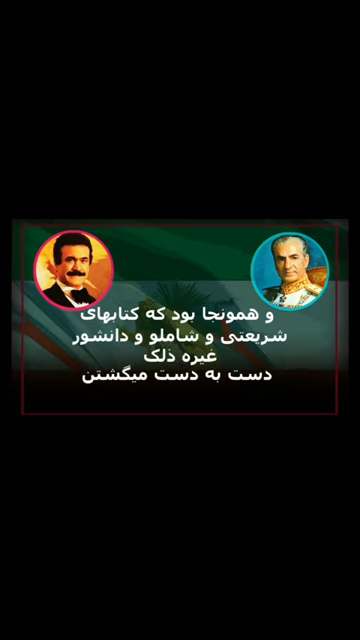 و همونجا بود که کتابهای
شریعتی و شاملو و دانشور
غیره ذلک
دست به دست میگشتن